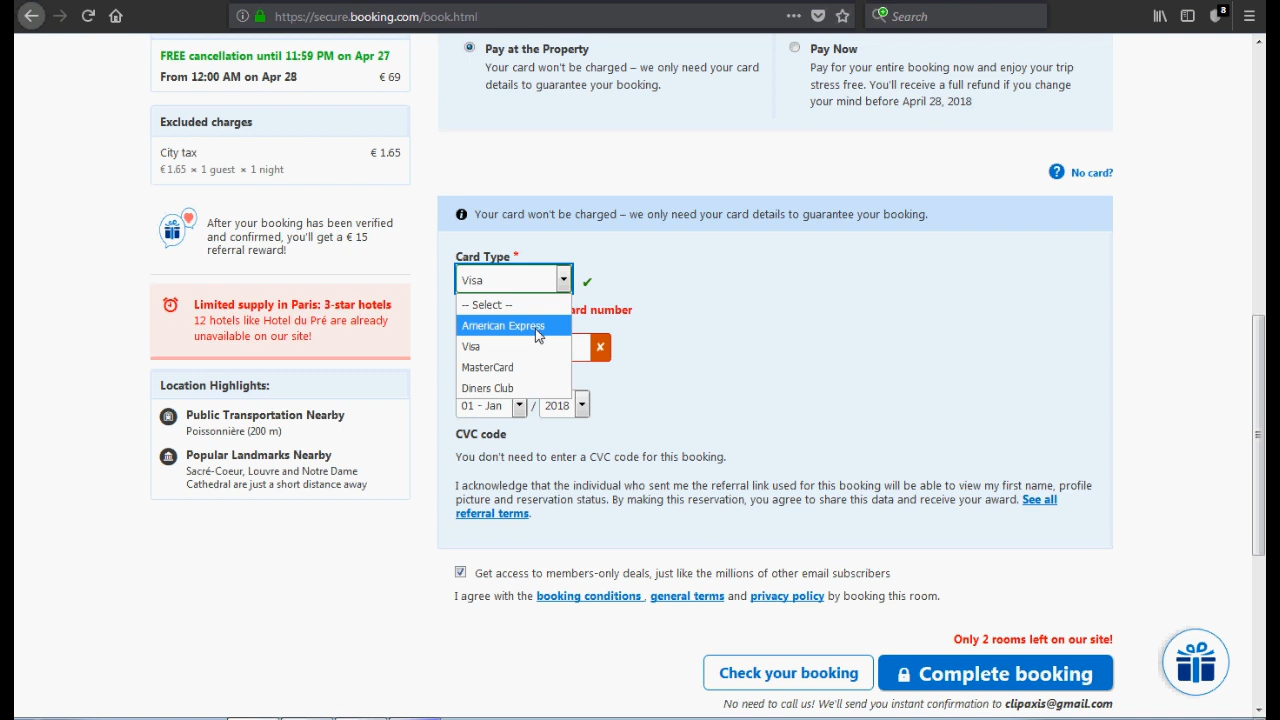 https://secure.booking.com/book.html
Search
8
FREE cancellation until 11:59 PM on Apr 27
From 12:00 AM on Apr 28 € 69
Excluded charges
City tax € 1.65
€ 1.65 × 1 guest × 1 night
After your booking has been verified
and confirmed, you'll get a € 15
referral reward!
Limited supply in Paris: 3-star hotels
12 hotels like Hotel du Pré are already
unavailable on our site!
Location Highlights:
Public Transportation Nearby
Poissonnière (200 m)
Popular Landmarks Nearby
Sacré-Coeur, Louvre and Notre Dame
Cathedral are just a short distance away
Pay at the Property
Your card won't be charged – we only need your card
details to guarantee your booking.
Pay Now
Pay for your entire booking now and enjoy your trip
stress free. You'll receive a full refund if you change
your mind before April 28, 2018
No card?
Your card won't be charged – we only need your card details to guarantee your booking.
Card Type *
Visa
-- Select --
American Express
Visa
MasterCard
Diners Club
number
01 - Jan / 2018
CVC code
You don't need to enter a CVC code for this booking.
I acknowledge that the individual who sent me the referral link used for this booking will be able to view my first name, profile
picture and reservation status. By making this reservation, you agree to share this data and receive your award. See all
referral terms.
Get access to members-only deals, just like the millions of other email subscribers
I agree with the booking conditions , general terms and privacy policy by booking this room.
Only 2 rooms left on our site!
Check your booking
Complete booking
No need to call us! We'll send you instant confirmation to clipaxis@gmail.com